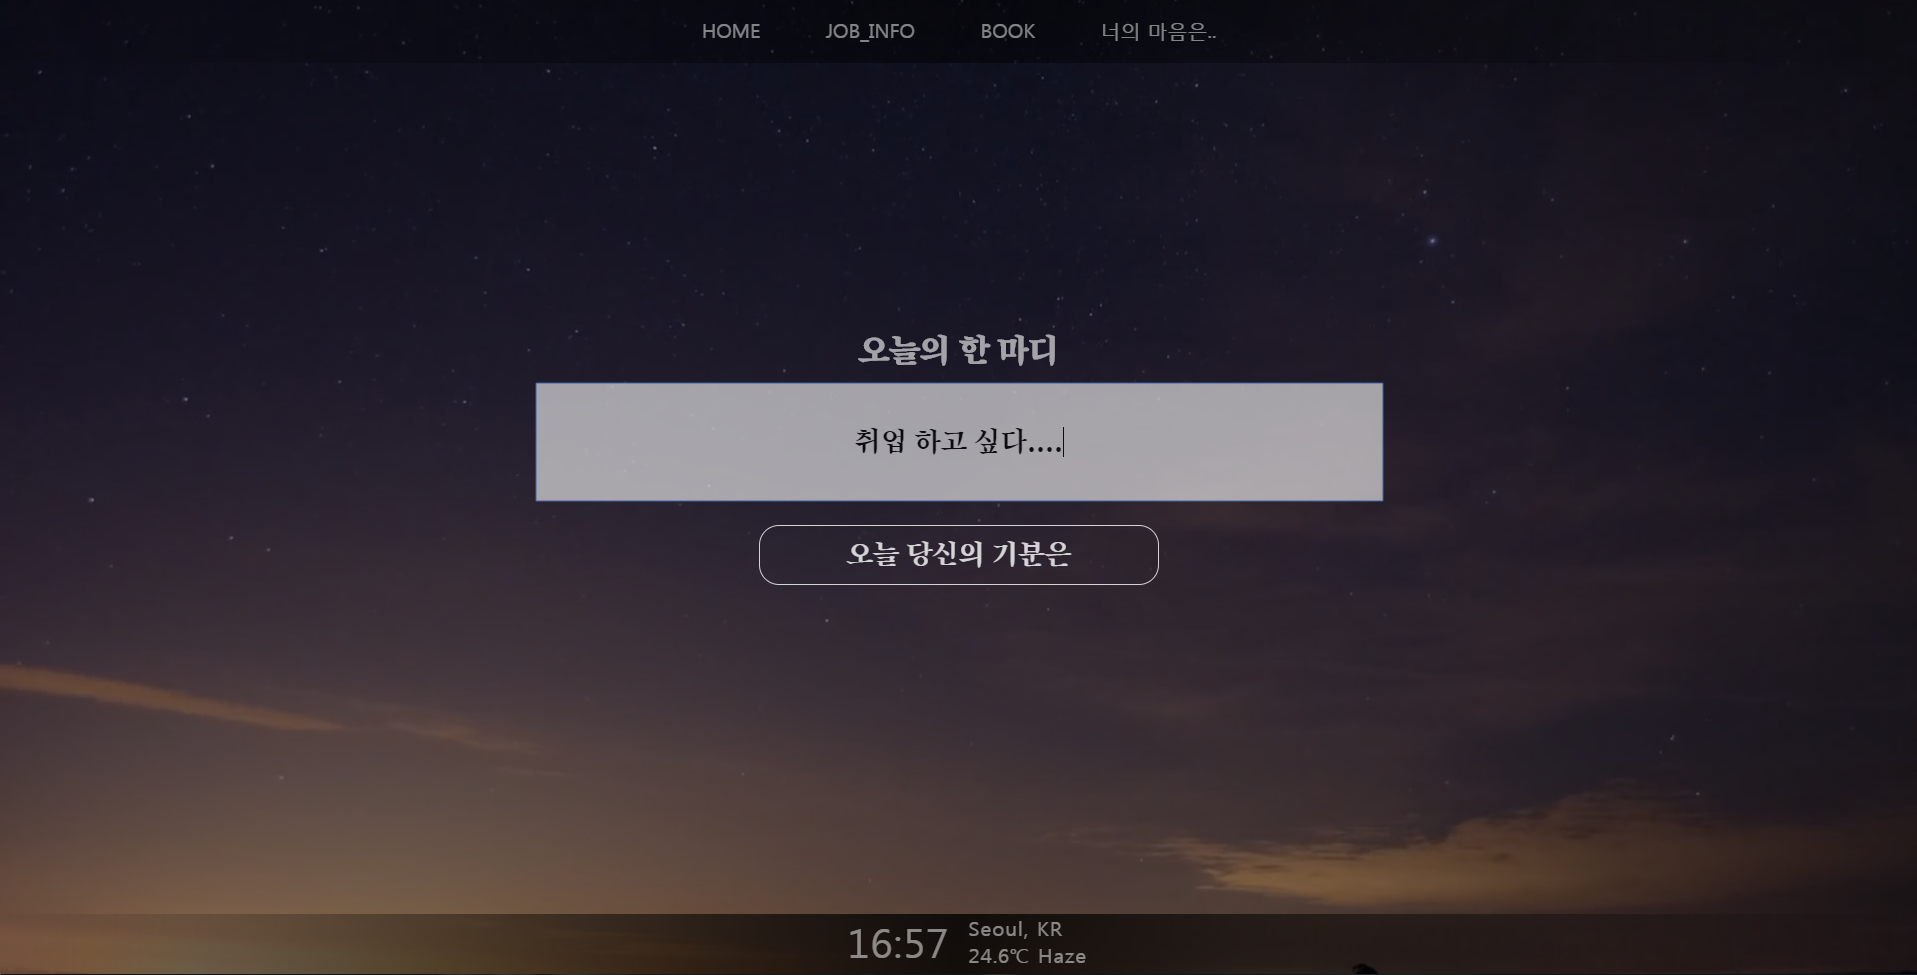 HOME JOB_INFO BOOK 너의 마음은..
오늘의 한 마디
취업 하고 싶다....
오늘 당신의 기분은
16:57
Seoul, KR
24.6℃ Haze